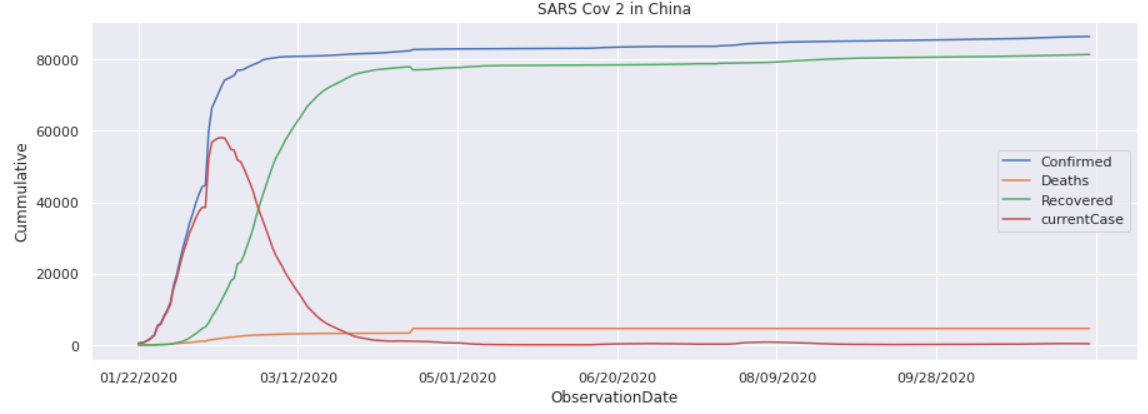 SARS Cov 2 in China
80000
60000
40000
20000
0
Cummulative
Confirmed
Deaths
Recovered
currentCase
01/22/2020 03/12/2020 05/01/2020 06/20/2020 08/09/2020 09/28/2020
ObservationDate